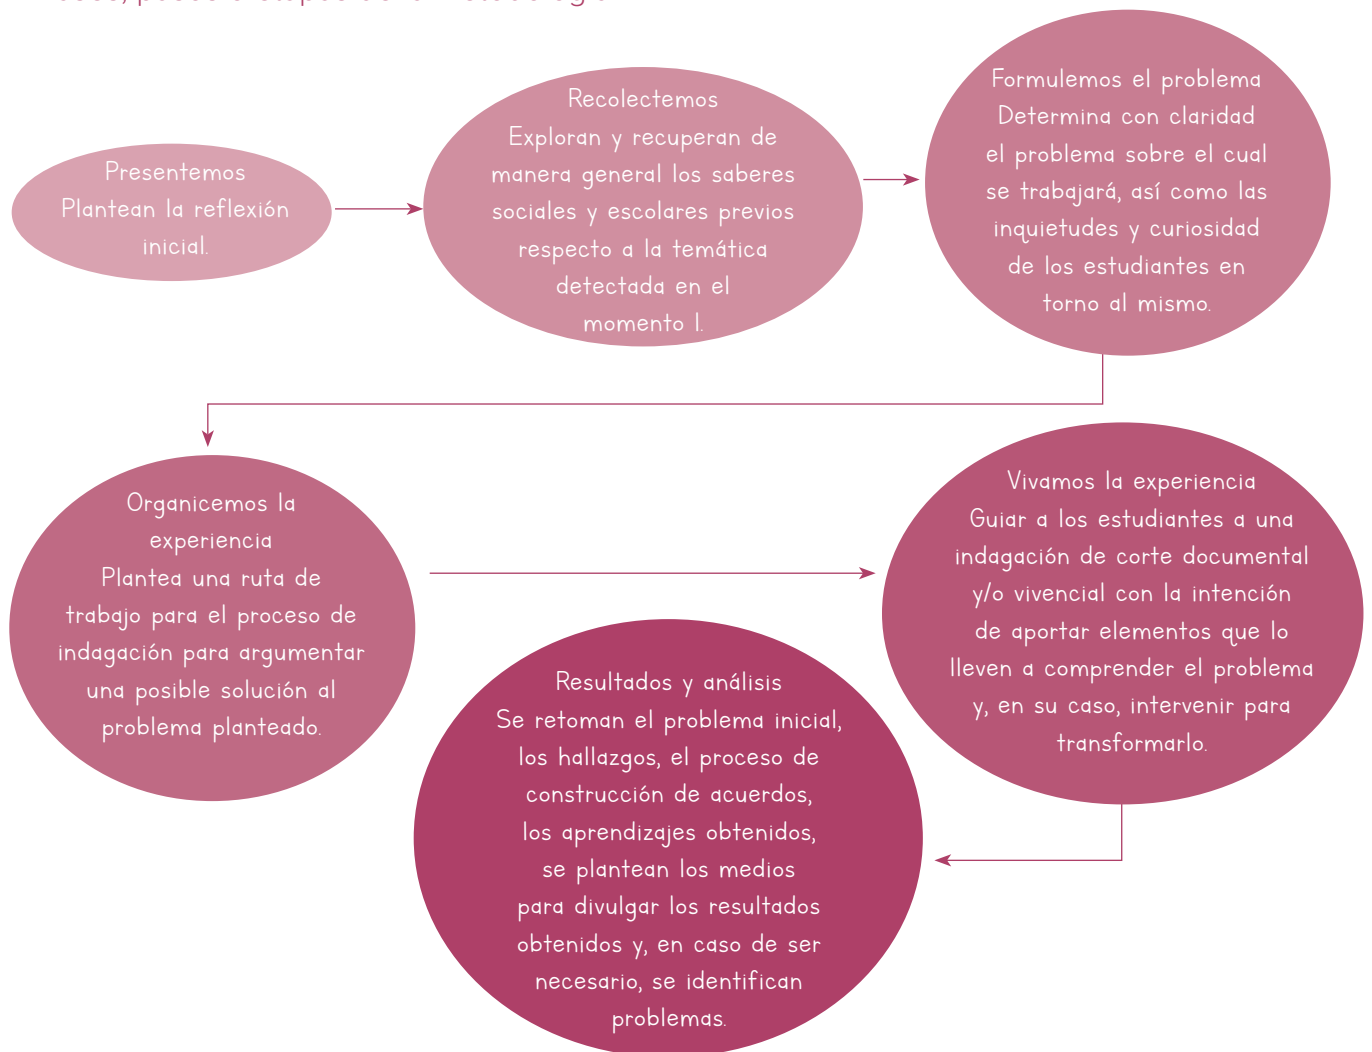 pasos o etapas de la metodología
Presentemos
Plantean la reflexión
inicial.
Recolectemos
Exploran y recuperan de
manera general los saberes
sociales y escolares previos
respecto a la temática
detectada en el
momento I.
Formulemos el problema
Determina con claridad
el problema sobre el cual
se trabajará, así como las
inquietudes y curiosidad
de los estudiantes en
torno al mismo.
Organicemos la
experiencia
Plantea una ruta de
trabajo para el proceso de
indagación para argumentar
una posible solución al
problema planteado.
Vivamos la experiencia
Guiar a los estudiantes a una
indagación de corte documental
y/o vivencial con la intención
de aportar elementos que lo
lleven a comprender el problema
y, en su caso, intervenir para
transformarlo.
Resultados y análisis
Se retoman el problema inicial,
los hallazgos, el proceso de
construcción de acuerdos,
los aprendizajes obtenidos,
se plantean los medios
para divulgar los resultados
obtenidos y, en caso de ser
necesario, se identifican
problemas.